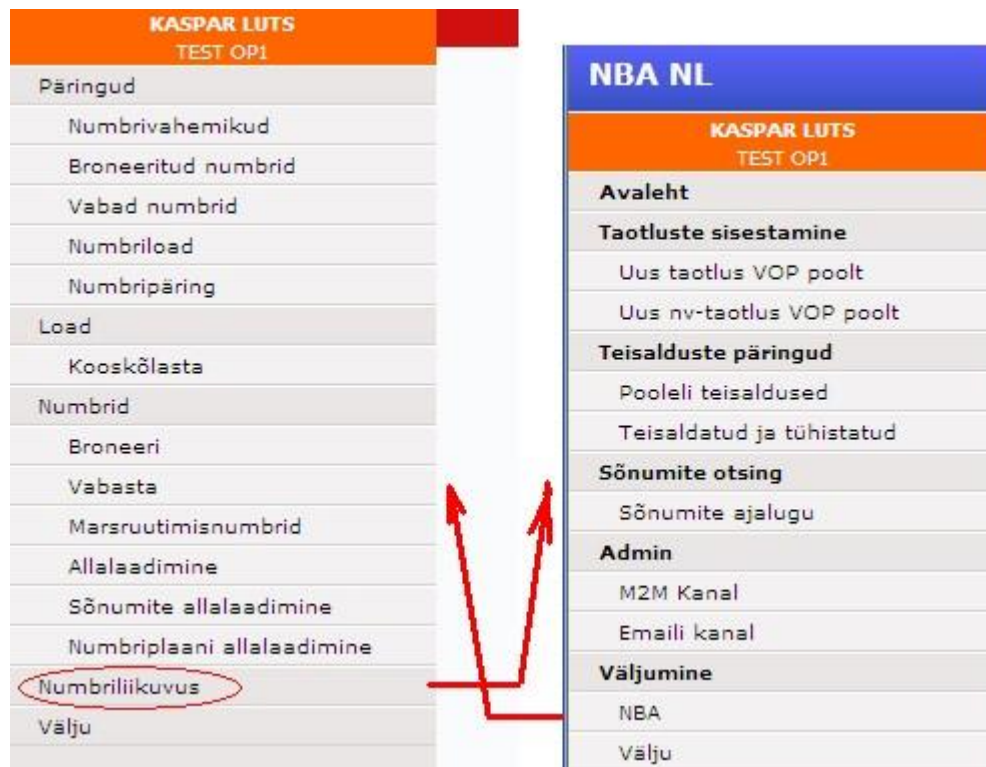 KASPAR LUTS
TEST OP1
Päringud
Numbrivahemikud
Broneeritud numbrid
Vabad numbrid
Numbriload
Numbripäring
Load
Kooskõlasta
Numbrid
Broneeri
Vabasta
Marsruutimisnumbrid
Allalaadimine
Sõnumite allalaadimine
Numbriplaani allalaadimine
Numbriliikuvus
Välju
NBA NL
KASPAR LUTS
TEST OP1
Avaleht
Taotluste sisestamine
Uus taotlus VOP poolt
Uus nv-taotlus VOP poolt
Teisalduste päringud
Pooleli teisaldused
Teisaldatud ja tühistatud
Sõnumite otsing
Sõnumite ajalugu
Admin
M2M Kanal
Emaili kanal
Väljumine
NBA
Välju